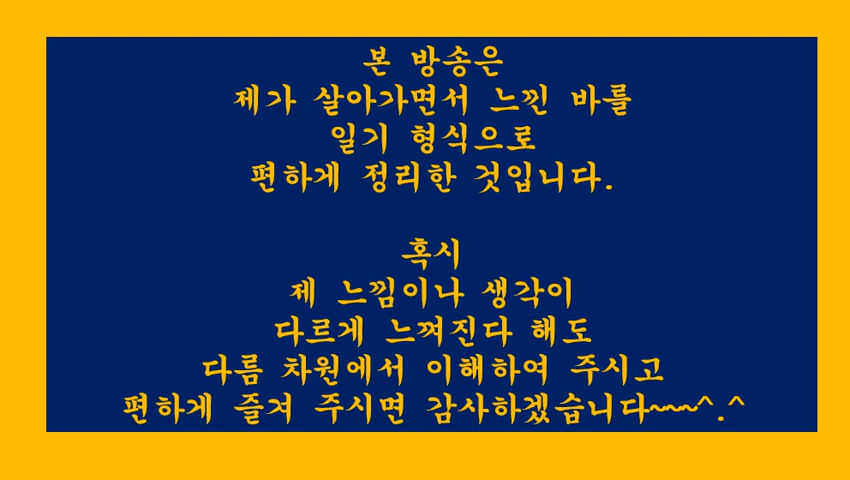 본 방송은
제가 살아가면서 느낀 바를
일기 형식으로
편하게 정리한 것입니다.
혹시
제 느낌이나 생각이
다르게 느껴진다 해도
다름 차원에서 이해하여 주시고
편하게 즐겨 주시면 감사하겠습니다~~~^.^